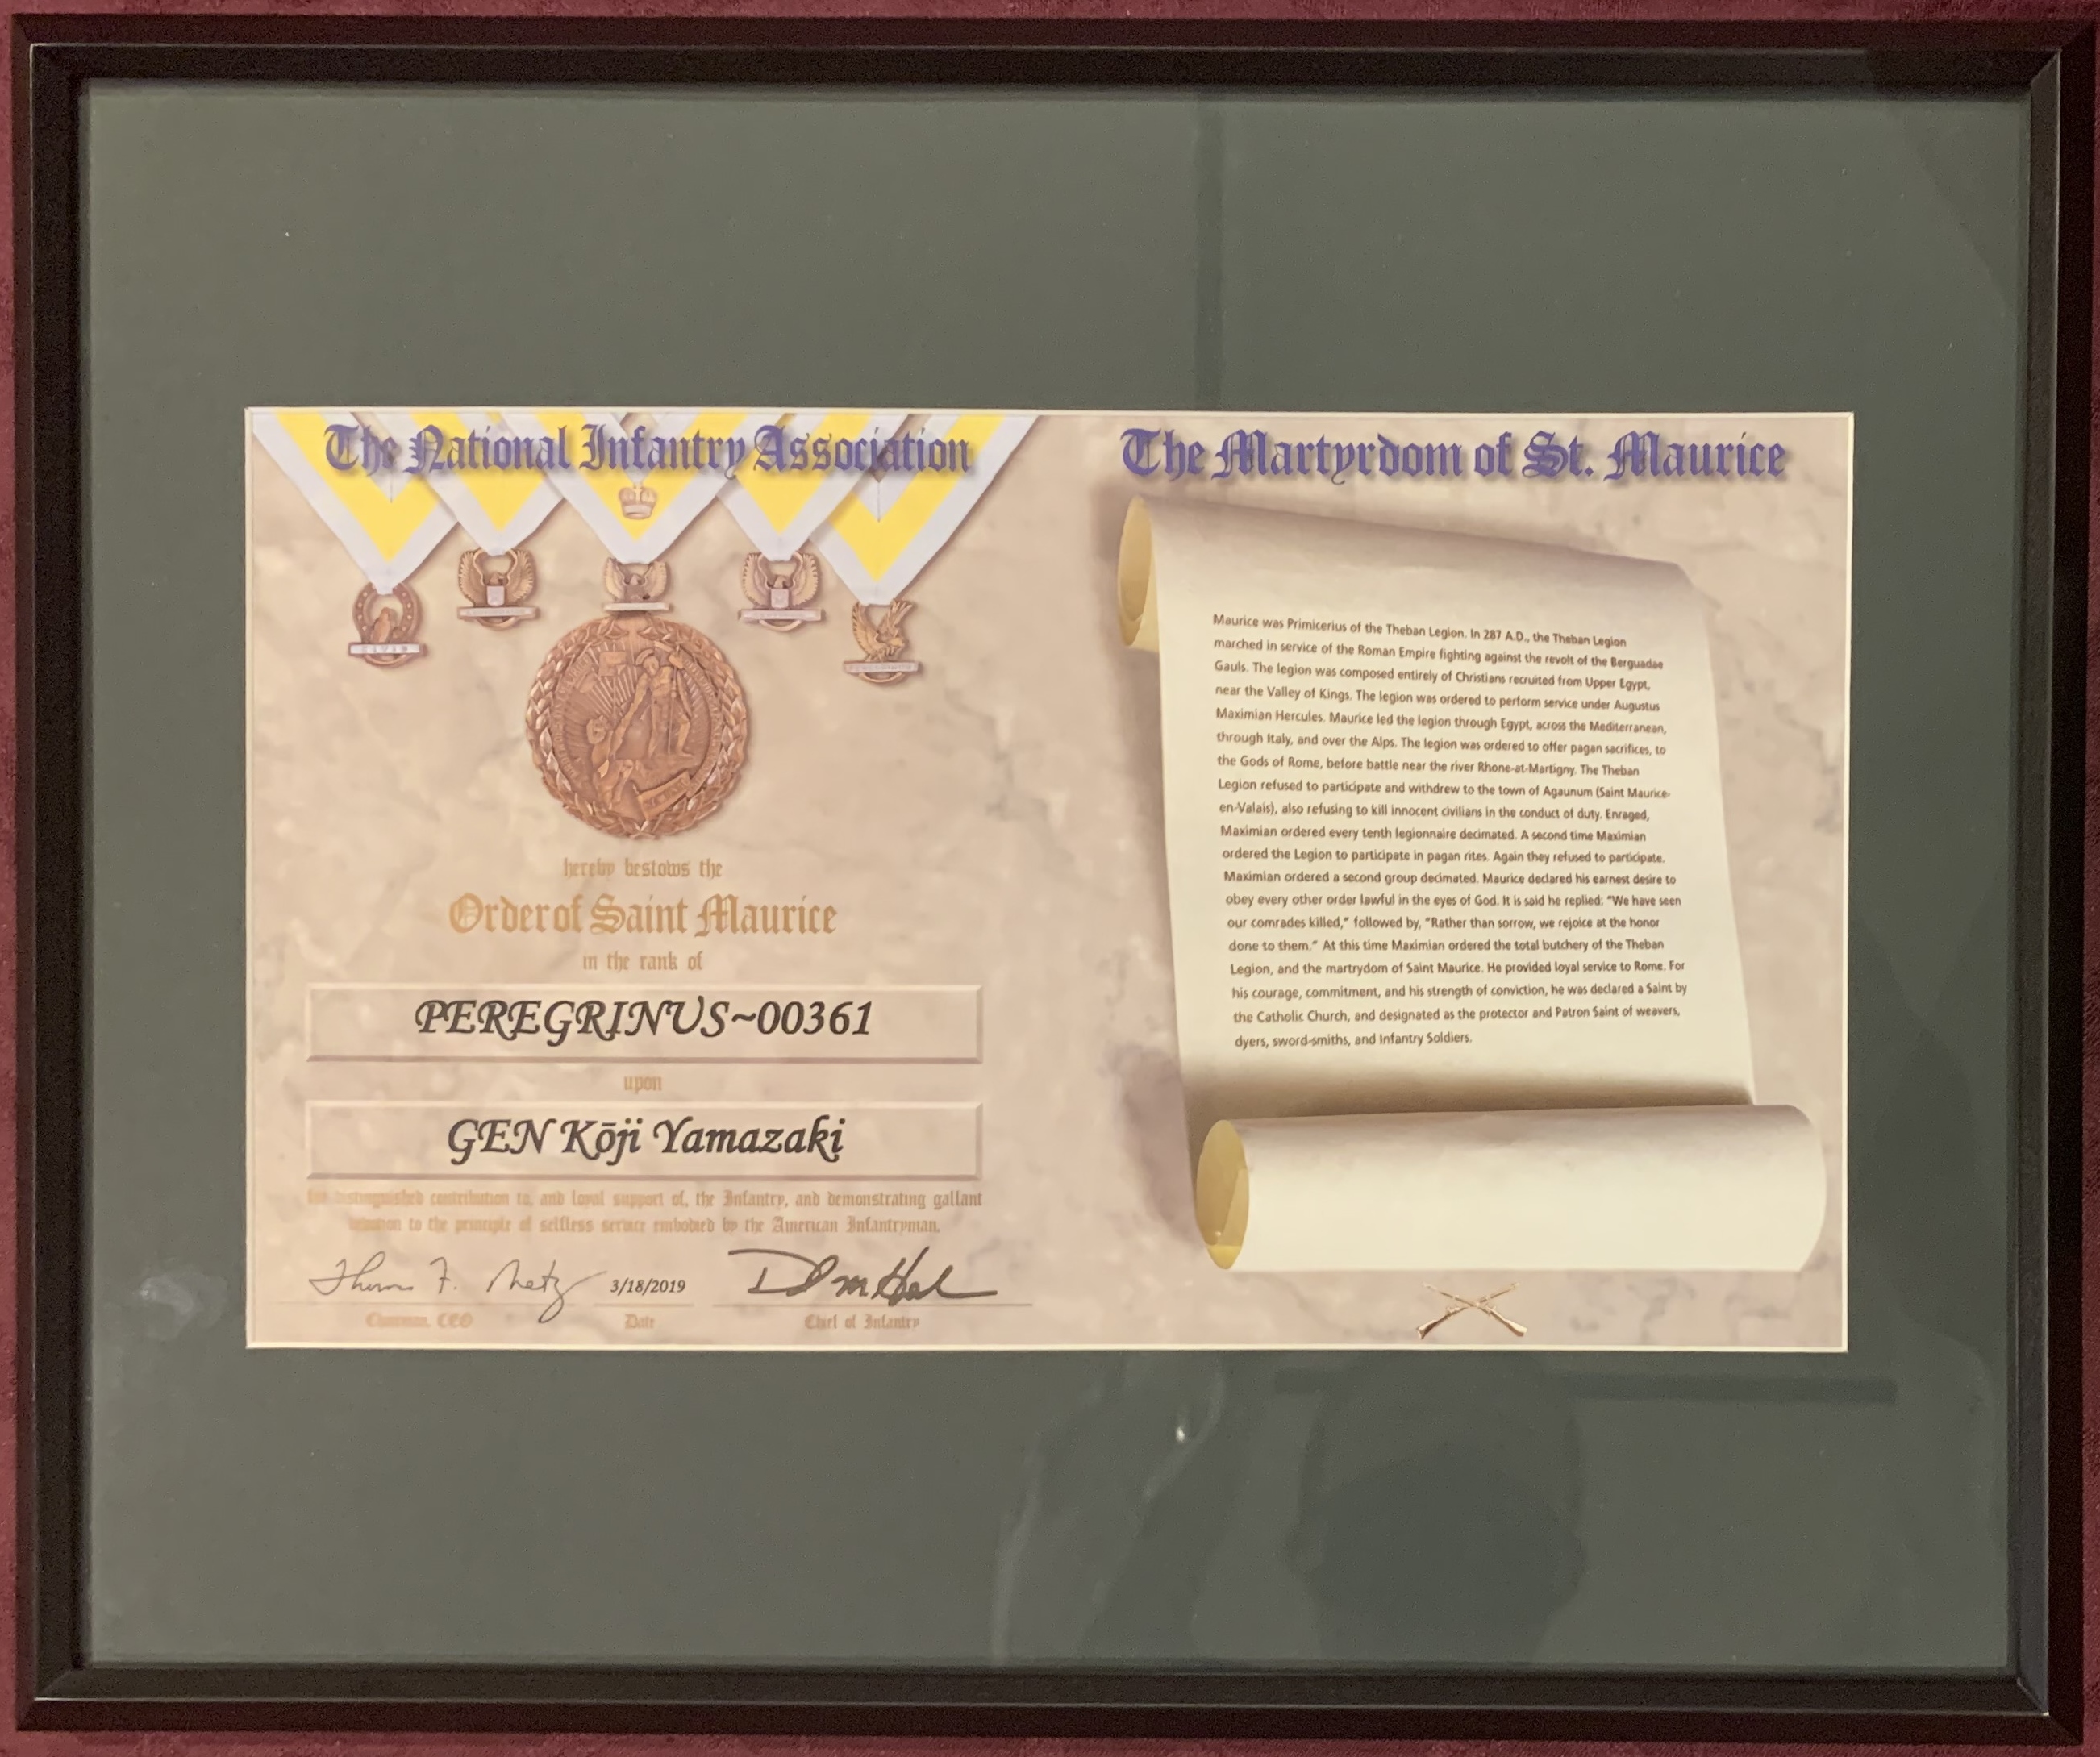 The National Infantry Association
CIVIS
hereby bestows the
Order of Saint Maurice
in the rank of
PEREGRINUS~00361
upon
GEN Kōji Yamazaki
for distinguished contribution to, and loyal support of, the Infantry, and demonstrating gallant
devotion to the principle of selfless service embodied by the American Infantryman.
Thomas F. Metz
3/18/2019
Chairman, CEO
Date
Chief of Infantry
The Martyrdom of St. Maurice
Maurice was Primicerius of the Theban Legion. In 287 A.D., the Theban Legion
marched in service of the Roman Empire fighting against the revolt of the Berguadae
Gauls. The legion was composed entirely of Christians recruited from Upper Egypt,
near the Valley of Kings. The legion was ordered to perform service under Augustus
Maximian Hercules. Maurice led the legion through Egypt, across the Mediterranean,
through Italy, and over the Alps. The legion was ordered to offer pagan sacrifices, to
the Gods of Rome, before battle near the river Rhone-at-Martigny. The Theban
Legion refused to participate and withdrew to the town of Agaunum (Saint Maurice-
en-Valais), also refusing to kill innocent civilians in the conduct of duty. Enraged,
Maximian ordered every tenth legionnaire decimated. A second time Maximian
ordered the Legion to participate in pagan rites. Again they refused to participate.
Maximian ordered a second group decimated. Maurice declared his earnest desire to
obey every other order lawful in the eyes of God. It is said he replied: "We have seen
our comrades killed," followed by, "Rather than sorrow, we rejoice at the honor
done to them." At this time Maximian ordered the total butchery of the Theban
Legion, and the martrydom of Saint Maurice. He provided loyal service to Rome. For
his courage, commitment, and his strength of conviction, he was declared a Saint by
the Catholic Church, and designated as the protector and Patron Saint of weavers,
dyers, sword-smiths, and Infantry Soldiers.